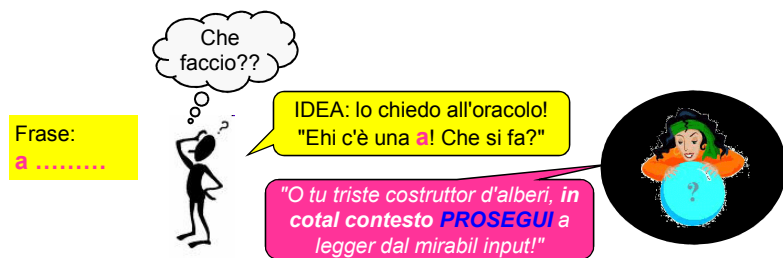 Che
faccio??
Frase:
a .........
IDEA: lo chiedo all'oracolo!
"Ehi c'è una a! Che si fa?"
"O tu triste costruttor d'alberi, in
cotal contesto PROSEGUI a
legger dal mirabil input!"
?
?